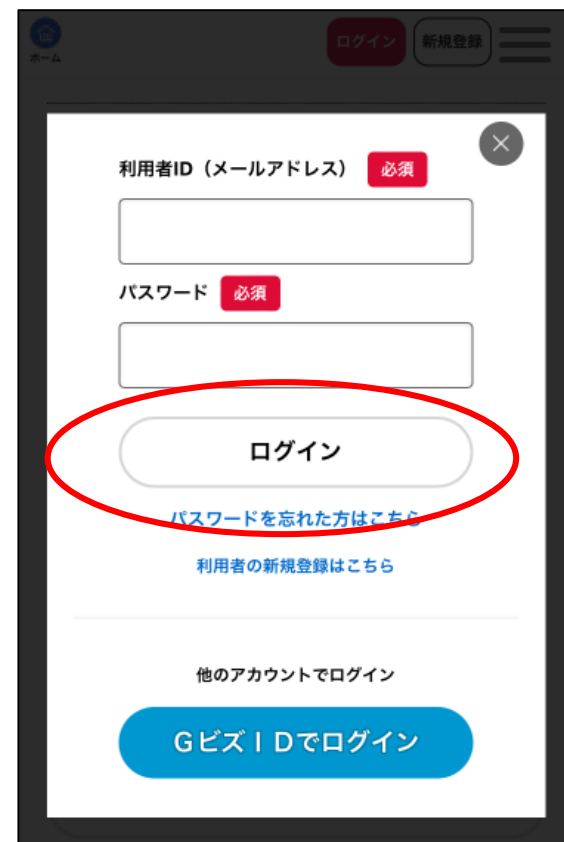 ログイン 新規登録
ホーム
利用者ID（メールアドレス） 必須
パスワード 必須
ログイン
パスワードを忘れた方はこちら
利用者の新規登録はこちら
他のアカウントでログイン
GビズIDでログイン